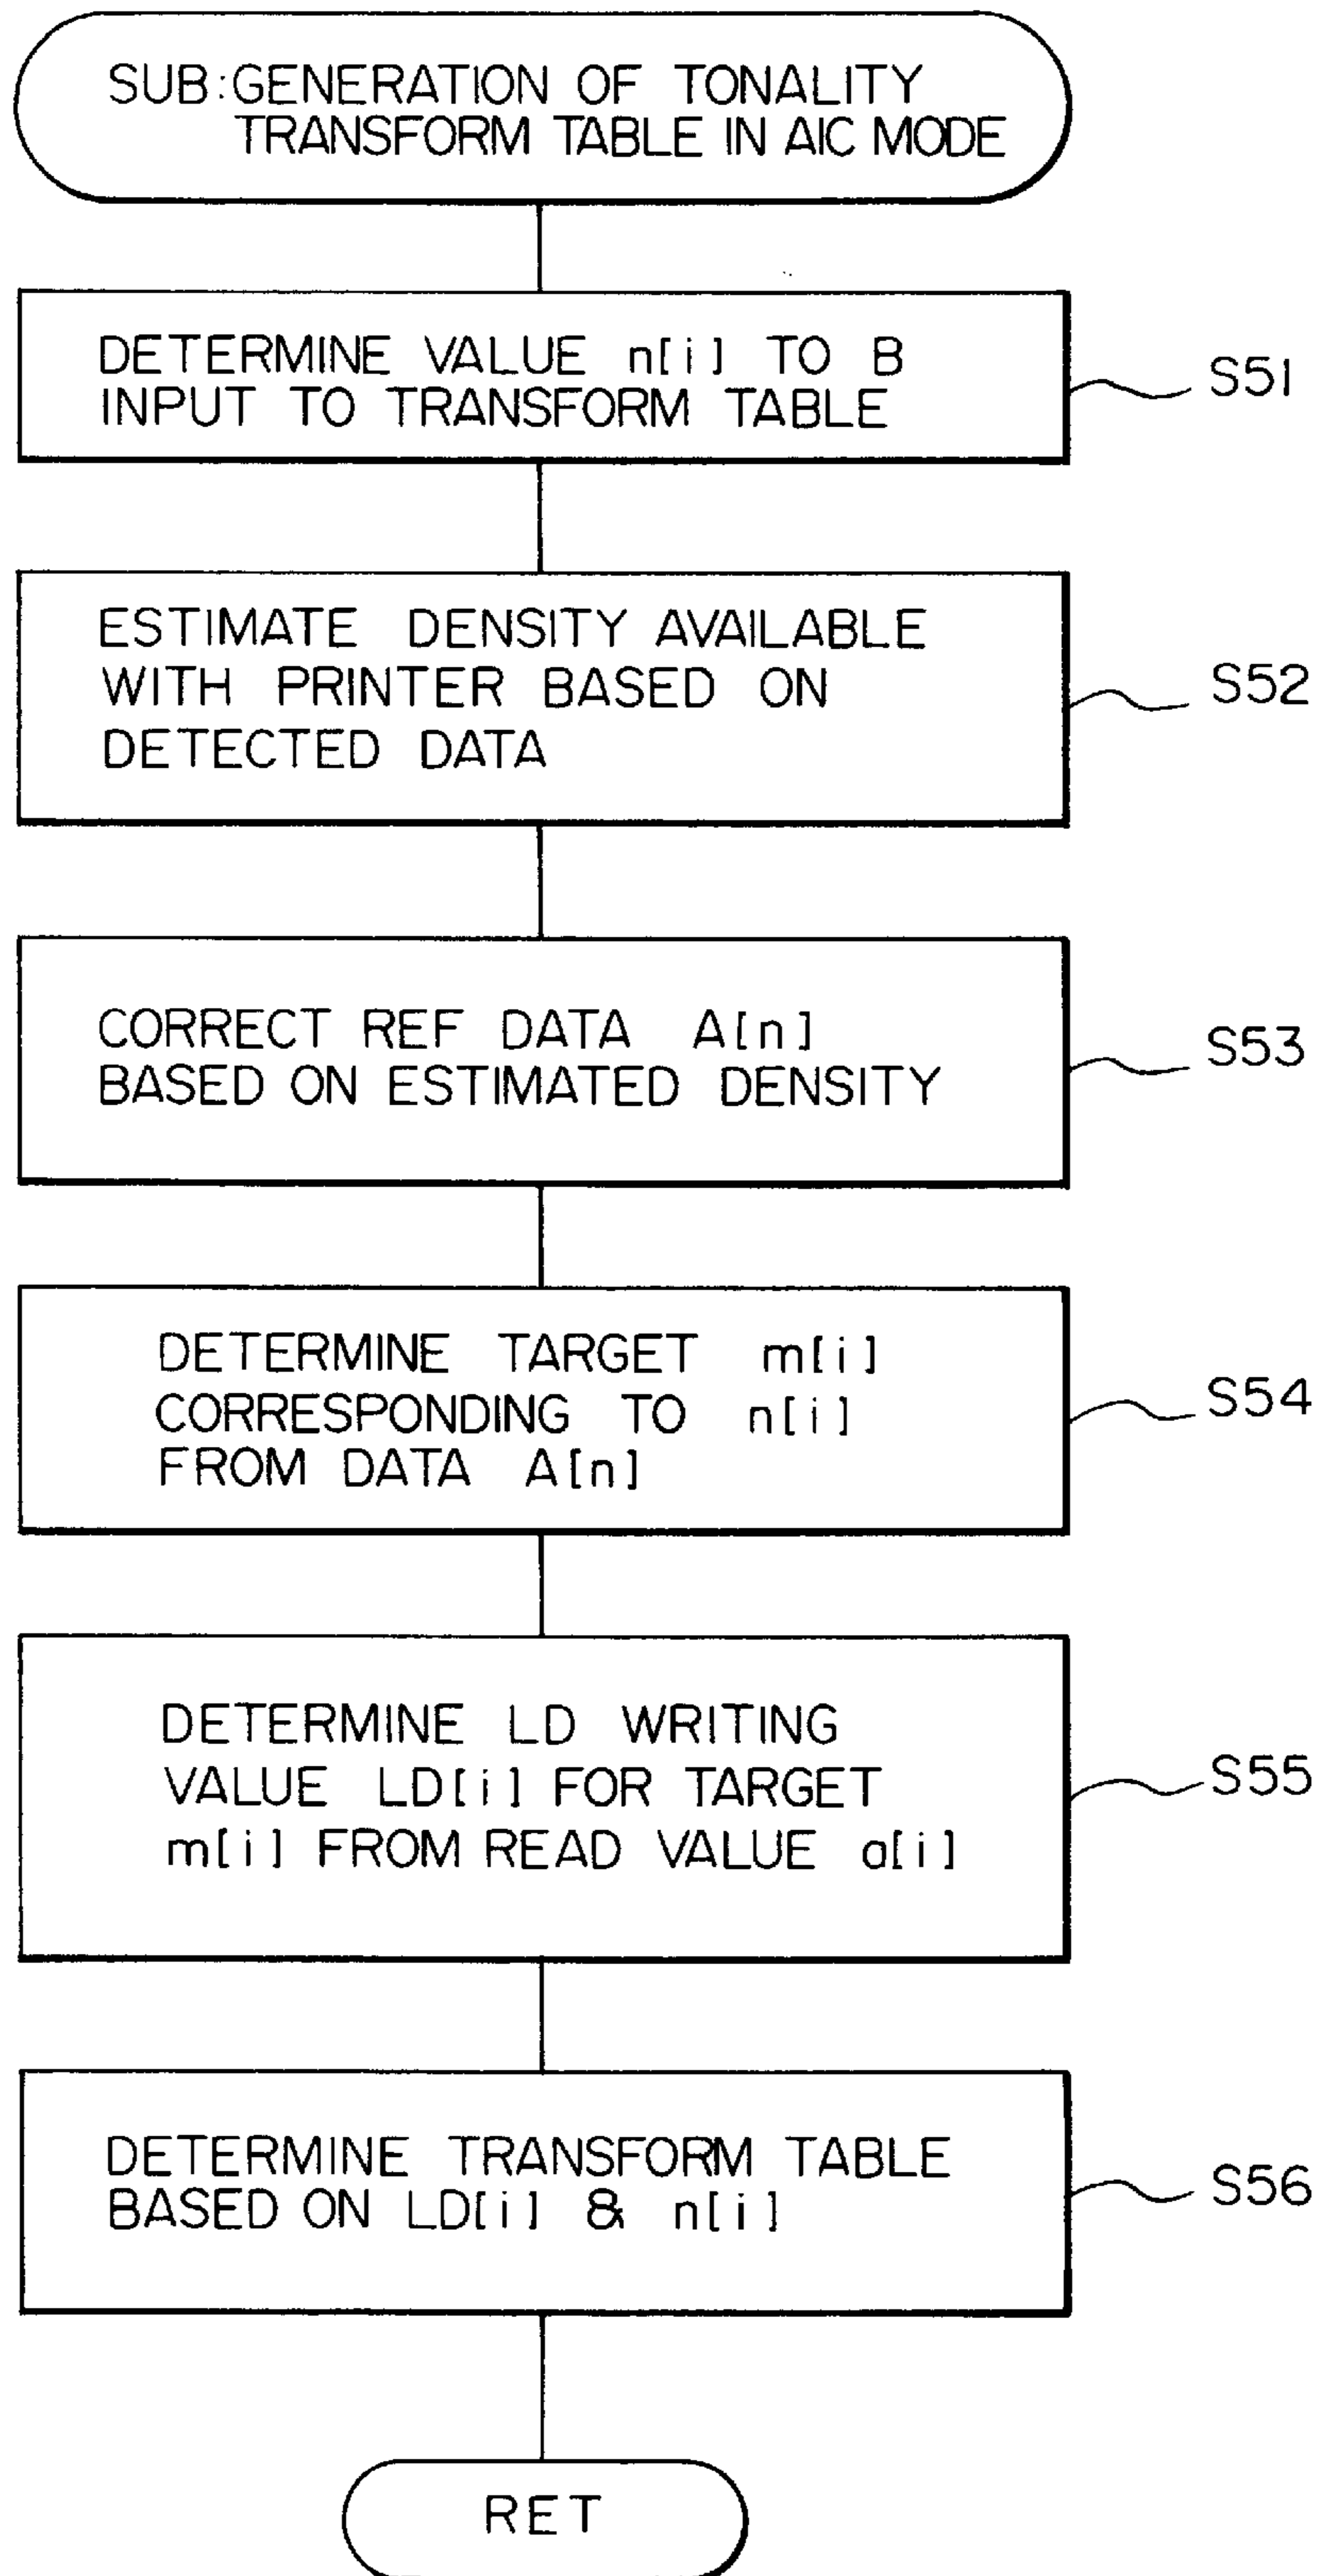 SUB:GENERATION OF TONALITY
TRANSFORM TABLE IN AIC MODE
DETERMINE VALUE n[i] TO B
INPUT TO TRANSFORM TABLE
S51
ESTIMATE DENSITY AVAILABLE
WITH PRINTER BASED ON
DETECTED DATA
S52
CORRECT REF DATA A[n]
BASED ON ESTIMATED DENSITY
S53
DETERMINE TARGET m[i]
CORRESPONDING TO n[i]
FROM DATA A[n]
S54
DETERMINE LD WRITING
VALUE LD[i] FOR TARGET
m[i] FROM READ VALUE a[i]
S55
DETERMINE TRANSFORM TABLE
BASED ON LD[i] & n[i]
S56
RET